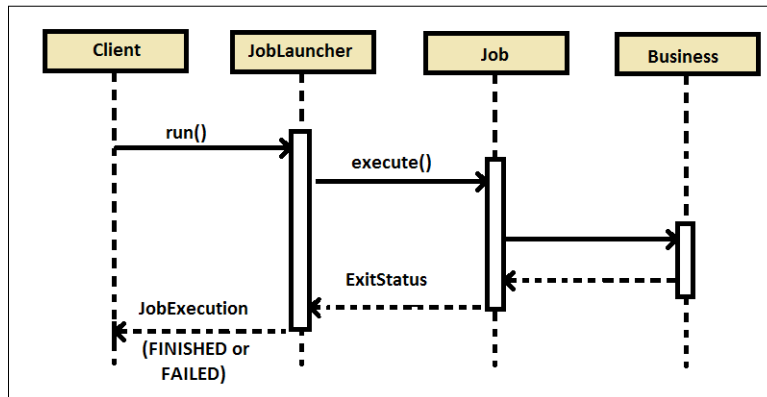 Client
JobLauncher
Job
Business
run()
execute()
ExitStatus
JobExecution
(FINISHED or
FAILED)